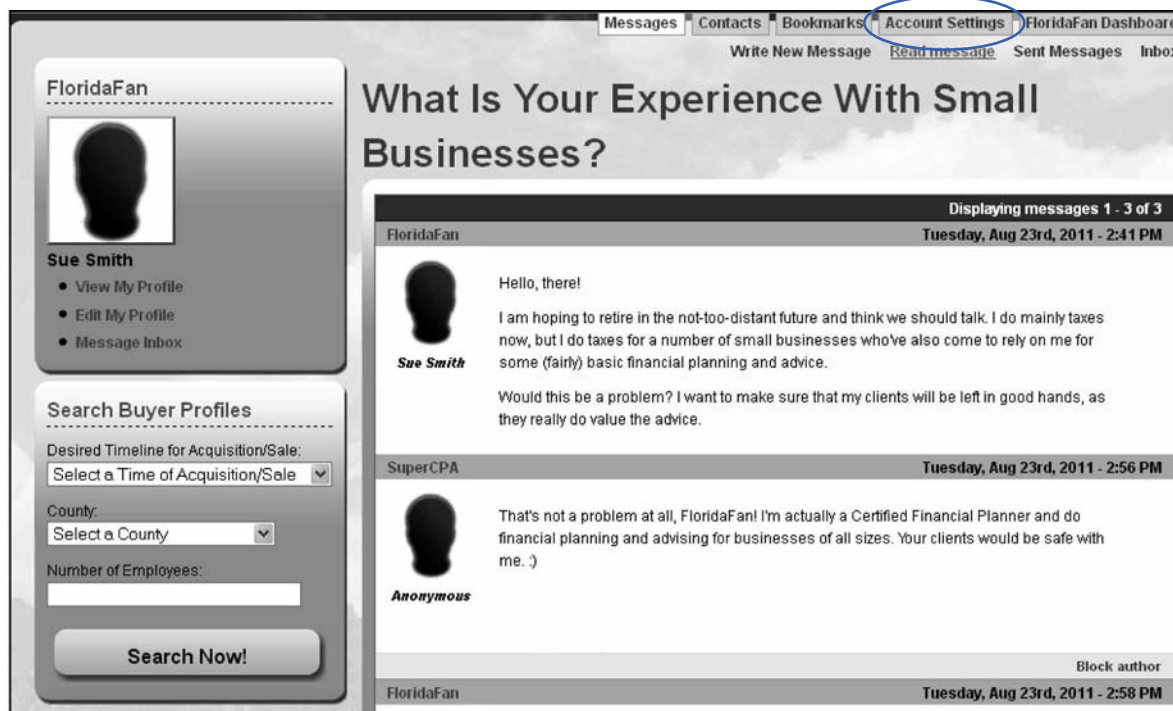 Messages Contacts Bookmarks Account Settings FloridaFan Dashboard
Write New Message Read message Sent Messages Inbox
FloridaFan
Sue Smith
View My Profile
Edit My Profile
Message Inbox
Search Buyer Profiles
Desired Timeline for Acquisition/Sale:
Select a Time of Acquisition/Sale
County:
Select a County
Number of Employees:
Search Now!
What Is Your Experience With Small
Businesses?
Displaying messages 1 - 3 of 3
FloridaFan Tuesday, Aug 23rd, 2011 - 2:41 PM
Sue Smith
Hello, there!
I am hoping to retire in the not-too-distant future and think we should talk. I do mainly taxes
now, but I do taxes for a number of small businesses who've also come to rely on me for
some (fairly) basic financial planning and advice.
Would this be a problem? I want to make sure that my clients will be left in good hands, as
they really do value the advice.
SuperCPA Tuesday, Aug 23rd, 2011 - 2:56 PM
Anonymous
That's not a problem at all, FloridaFan! I'm actually a Certified Financial Planner and do
financial planning and advising for businesses of all sizes. Your clients would be safe with
me. :)
Block author
FloridaFan Tuesday, Aug 23rd, 2011 - 2:58 PM